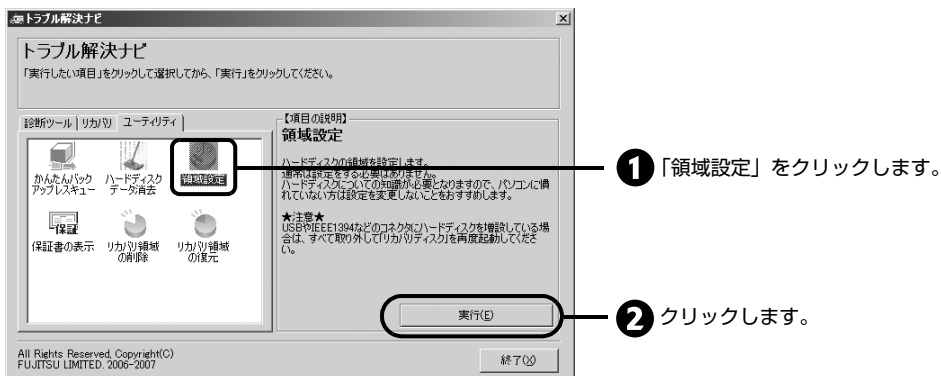 トラブル解決ナビ
トラブル解決ナビ
「実行したい項目」をクリックして選択してから、「実行」をクリックしてください。
診断ツール リカバリ ユーティリティ
かんたんバック
アップレスキュー
ハードディスク
データ消去
領域設定
保証
保証書の表示
リカバリ領域
の削除
リカバリ領域
の復元
【項目の説明】
領域設定
ハードディスクの領域を設定します。
通常は設定をする必要はありません。
ハードディスクについての知識が必要となりますので、パソコンに慣
れていない方は設定を変更しないことをおすすめします。
★注意★
USBやIEEE1394などのコネクタにハードディスクを増設している場
合は、すべて取り外して「リカバリディスク」を再度起動してくださ
い。
実行(E)
All Rights Reserved, Copyright(C)
FUJITSU LIMITED. 2006-2007
終了(X)
1 「領域設定」をクリックします。
2 クリックします。